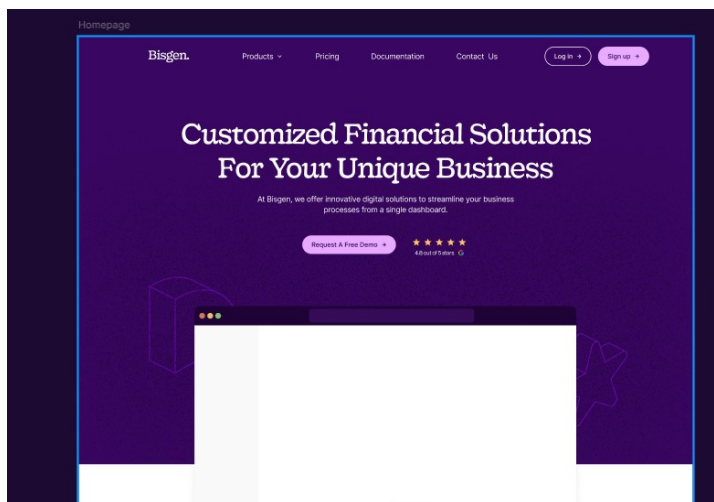 Homepage
Bisgen.
Products
Pricing
Documentation
Contact Us
Log in →
Sign up →
Customized Financial Solutions
For Your Unique Business
At Bisgen, we offer innovative digital solutions to streamline your business
processes from a single dashboard.
Request A Free Demo →
4.8 out of 5 stars